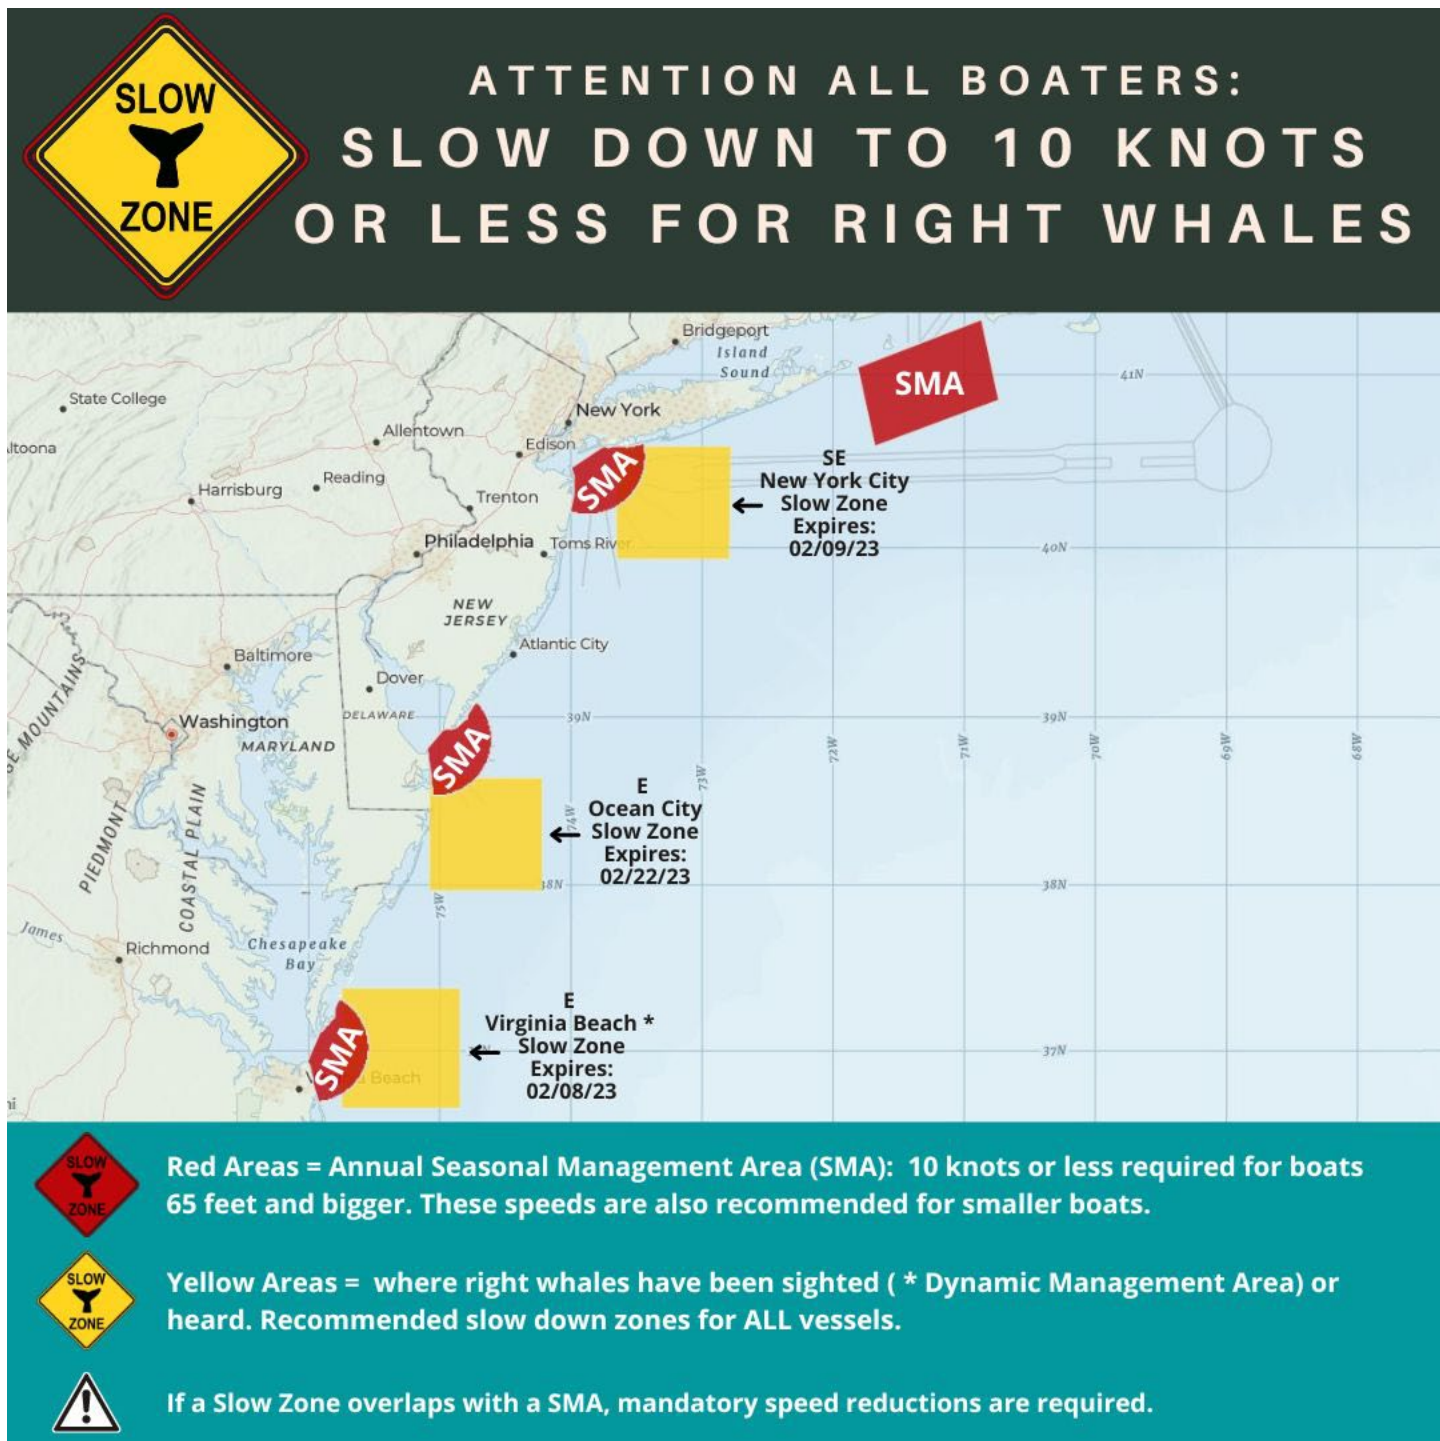 SLOW
ZONE
ATTENTION ALL BOATERS:
SLOW DOWN TO 10 KNOTS
OR LESS FOR RIGHT WHALES
Bridgeport
Island
Sound
SMA
41N
State College
New York
Allentown
ltoona
Edison
SMA
SE
New York City
Slow Zone
Expires:
02/09/23
Reading
Harrisburg
Trenton
Philadelphia
Toms River
40N
NEW
JERSEY
Atlantic City
Baltimore
Dover
DELAWARE
39N
39N
Washington
MARYLAND
GE MOUNTAINS
SMA
72W
71W
70W
69W
68W
73W
74W
E
Ocean City
Slow Zone
Expires:
02/22/23
PIEDMONT
COASTAL PLAIN
38N
38N
75W
James
Richmond
Chesapeake
Bay
E
Virginia Beach *
Slow Zone
Expires:
02/08/23
SMA
Beach
37N
SLOW
ZONE
Red Areas = Annual Seasonal Management Area (SMA): 10 knots or less required for boats
65 feet and bigger. These speeds are also recommended for smaller boats.
SLOW
ZONE
Yellow Areas = where right whales have been sighted ( * Dynamic Management Area) or
heard. Recommended slow down zones for ALL vessels.
If a Slow Zone overlaps with a SMA, mandatory speed reductions are required.